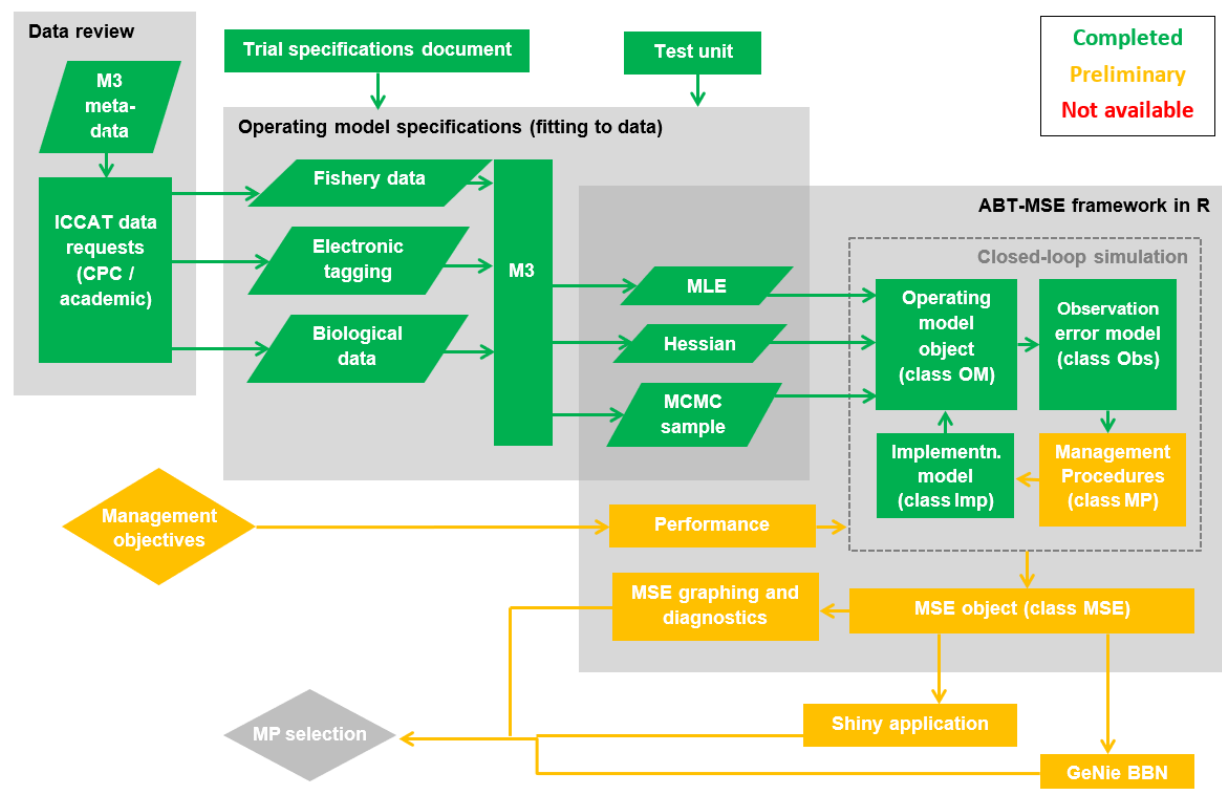 Data review
M3
meta-
data
ICCAT data
requests
(CPC /
academic)
Trial specifications document
Test unit
Completed
Preliminary
Not available
Operating model specifications (fitting to data)
Fishery data
Electronic
tagging
Biological
data
M3
ABT-MSE framework in R
Closed-loop simulation
MLE
Hessian
MCMC
sample
Operating
model
object
(class OM)
Observation
error model
(class Obs)
Implementn.
model
(class Imp)
Management
Procedures
(class MP)
Management
objectives
Performance
MSE graphing and
diagnostics
MSE object (class MSE)
MP selection
Shiny application
GeNie BBN